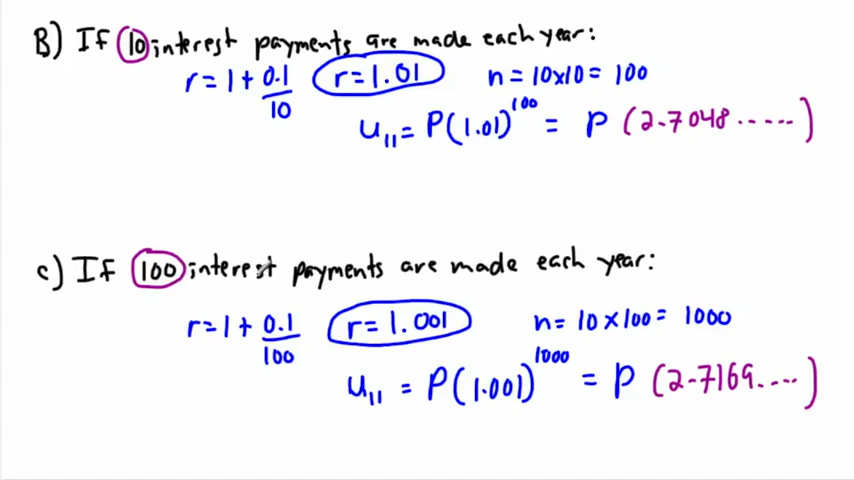 B) If 10 interest payments are made each year:
r = 1 + 0.1/10 r = 1.01 n = 10x10 = 100
u₁₁ = P(1.01)¹⁰⁰ = P (2.7048......)
c) If 100 interest payments are made each year:
r = 1 + 0.1/100 r = 1.001 n = 10 x 100 = 1000
u₁₁ = P(1.001)¹⁰⁰⁰ = P (2.7169.....)